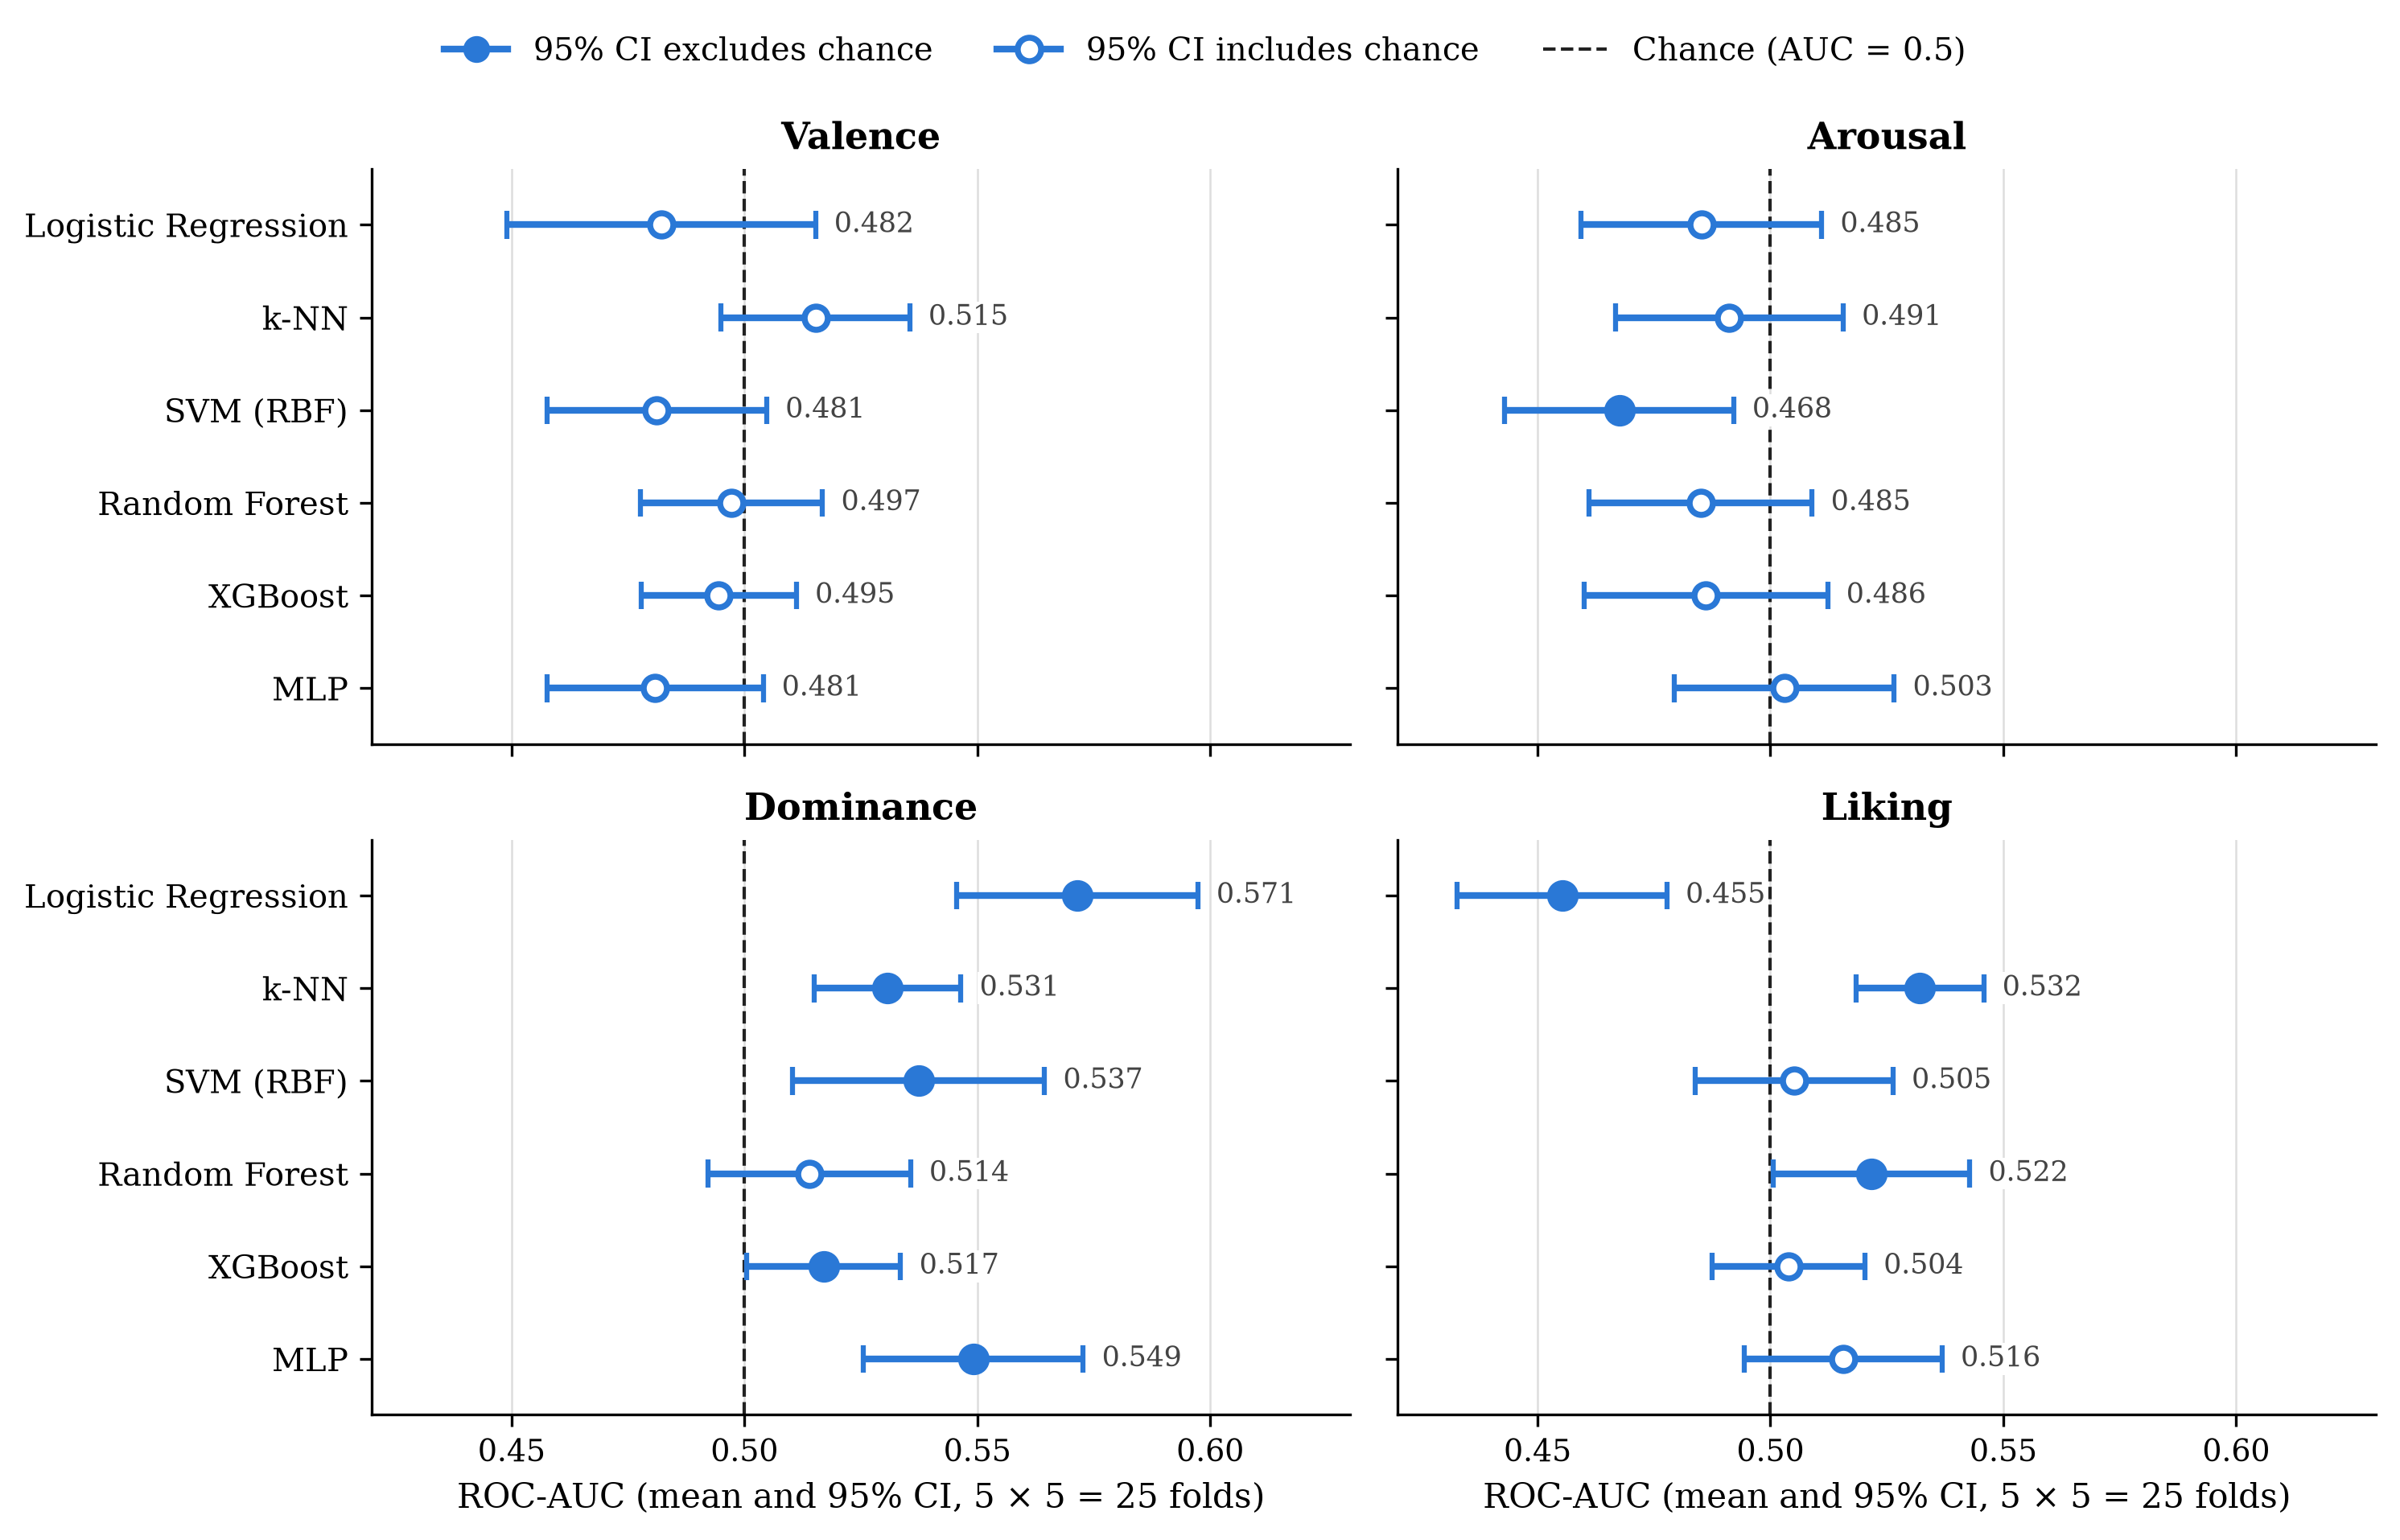 95% CI excludes chance
95% CI includes chance
Chance (AUC = 0.5)
Valence
Logistic Regression
0.482
k-NN
0.515
SVM (RBF)
0.481
Random Forest
0.497
XGBoost
0.495
MLP
0.481
Arousal
0.485
0.491
0.468
0.485
0.486
0.503
Dominance
Logistic Regression
0.571
k-NN
0.531
SVM (RBF)
0.537
Random Forest
0.514
XGBoost
0.517
MLP
0.549
0.45 0.50 0.55 0.60
ROC-AUC (mean and 95% CI, 5 × 5 = 25 folds)
Liking
0.455
0.532
0.505
0.522
0.504
0.516
0.45 0.50 0.55 0.60
ROC-AUC (mean and 95% CI, 5 × 5 = 25 folds)